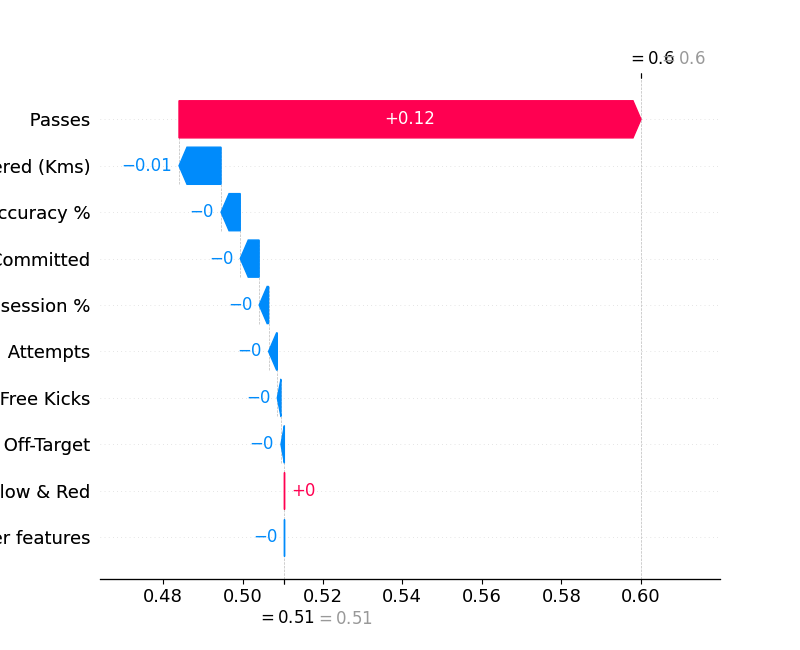 = 0.6 = 0.6
Passes +0.12
ered (Kms) −0.01
ccuracy % −0
Committed −0
session % −0
Attempts −0
Free Kicks −0
Off-Target −0
low & Red +0
er features −0
0.48 0.50 0.52 0.54 0.56 0.58 0.60
= 0.51 = 0.51